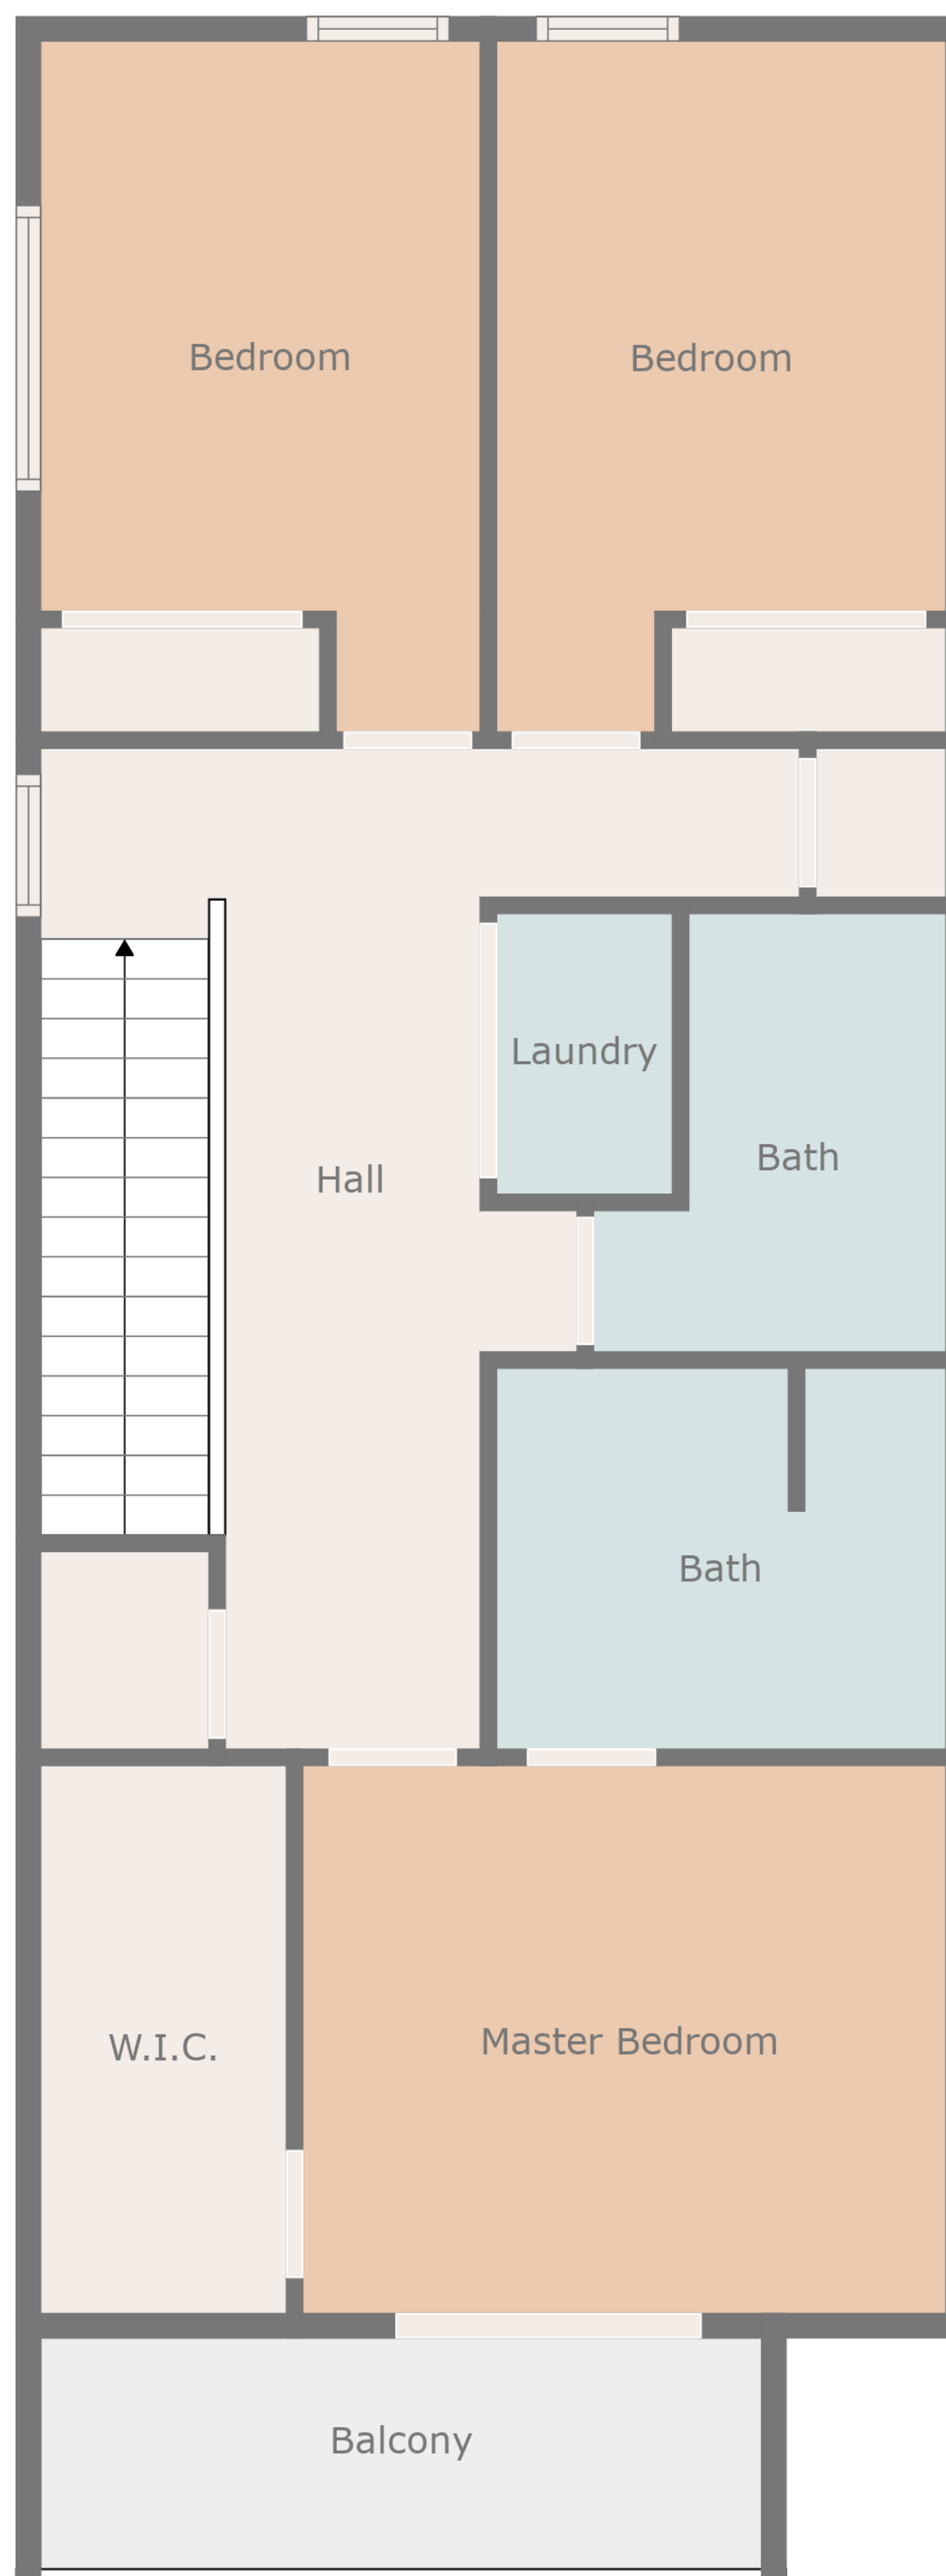 Bedroom
Bedroom
Laundry
Bath
Hall
Bath
W.I.C.
Master Bedroom
Balcony